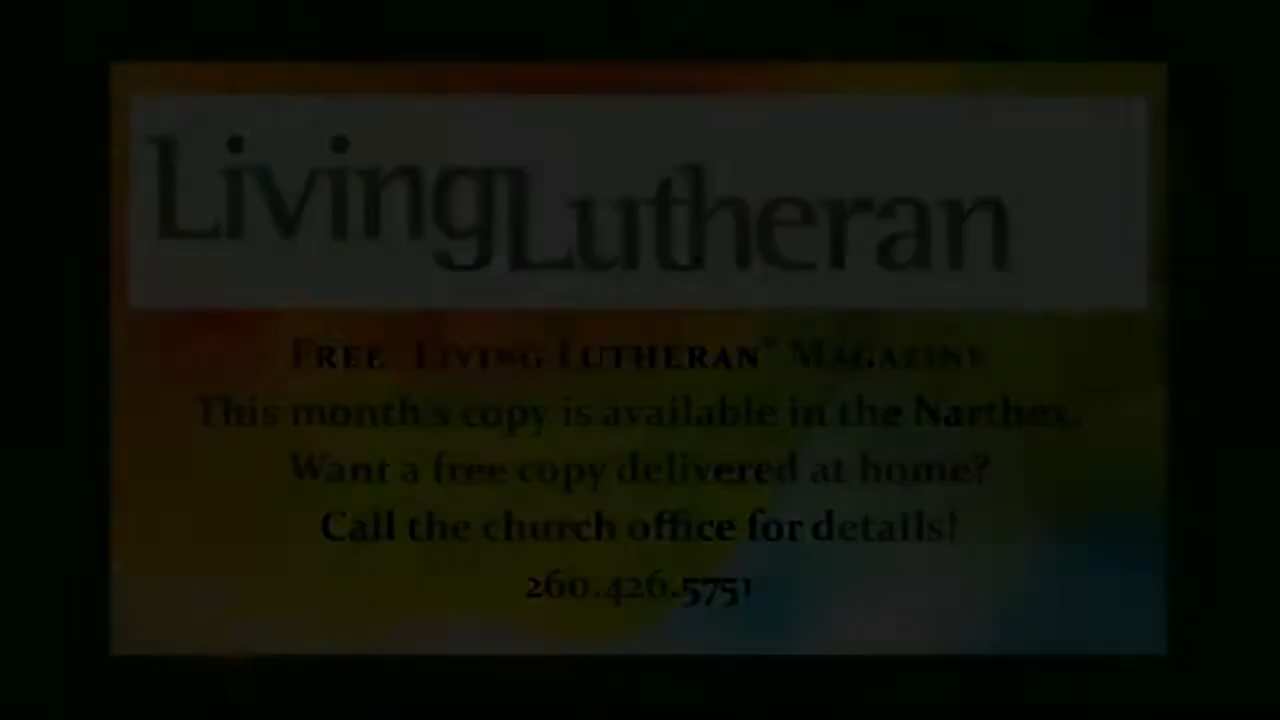 LivingLutheran
FREE "LIVING LUTHERAN" MAGAZINE
This month's copy is available in the Narthex.
Want a free copy delivered at home?
Call the church office for details!
260.426.5751